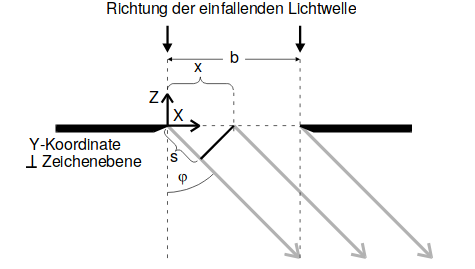 Richtung der einfallenden Lichtwelle
b
x
Z
X
Y-Koordinate
⊥ Zeichenebene
s
φ